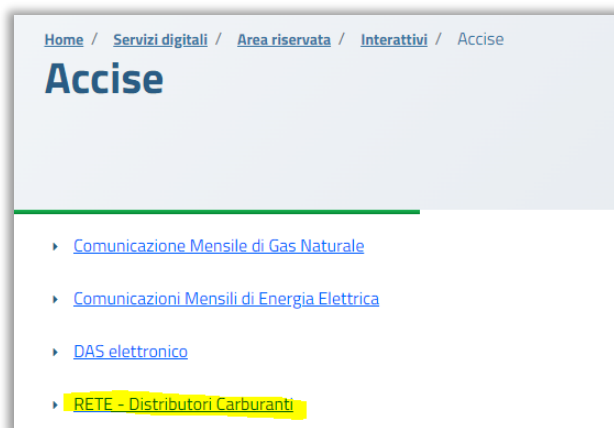 Home / Servizi digitali / Area riservata / Interattivi / Accise
Accise
Comunicazione Mensile di Gas Naturale
Comunicazioni Mensili di Energia Elettrica
DAS elettronico
RETE - Distributori Carburanti